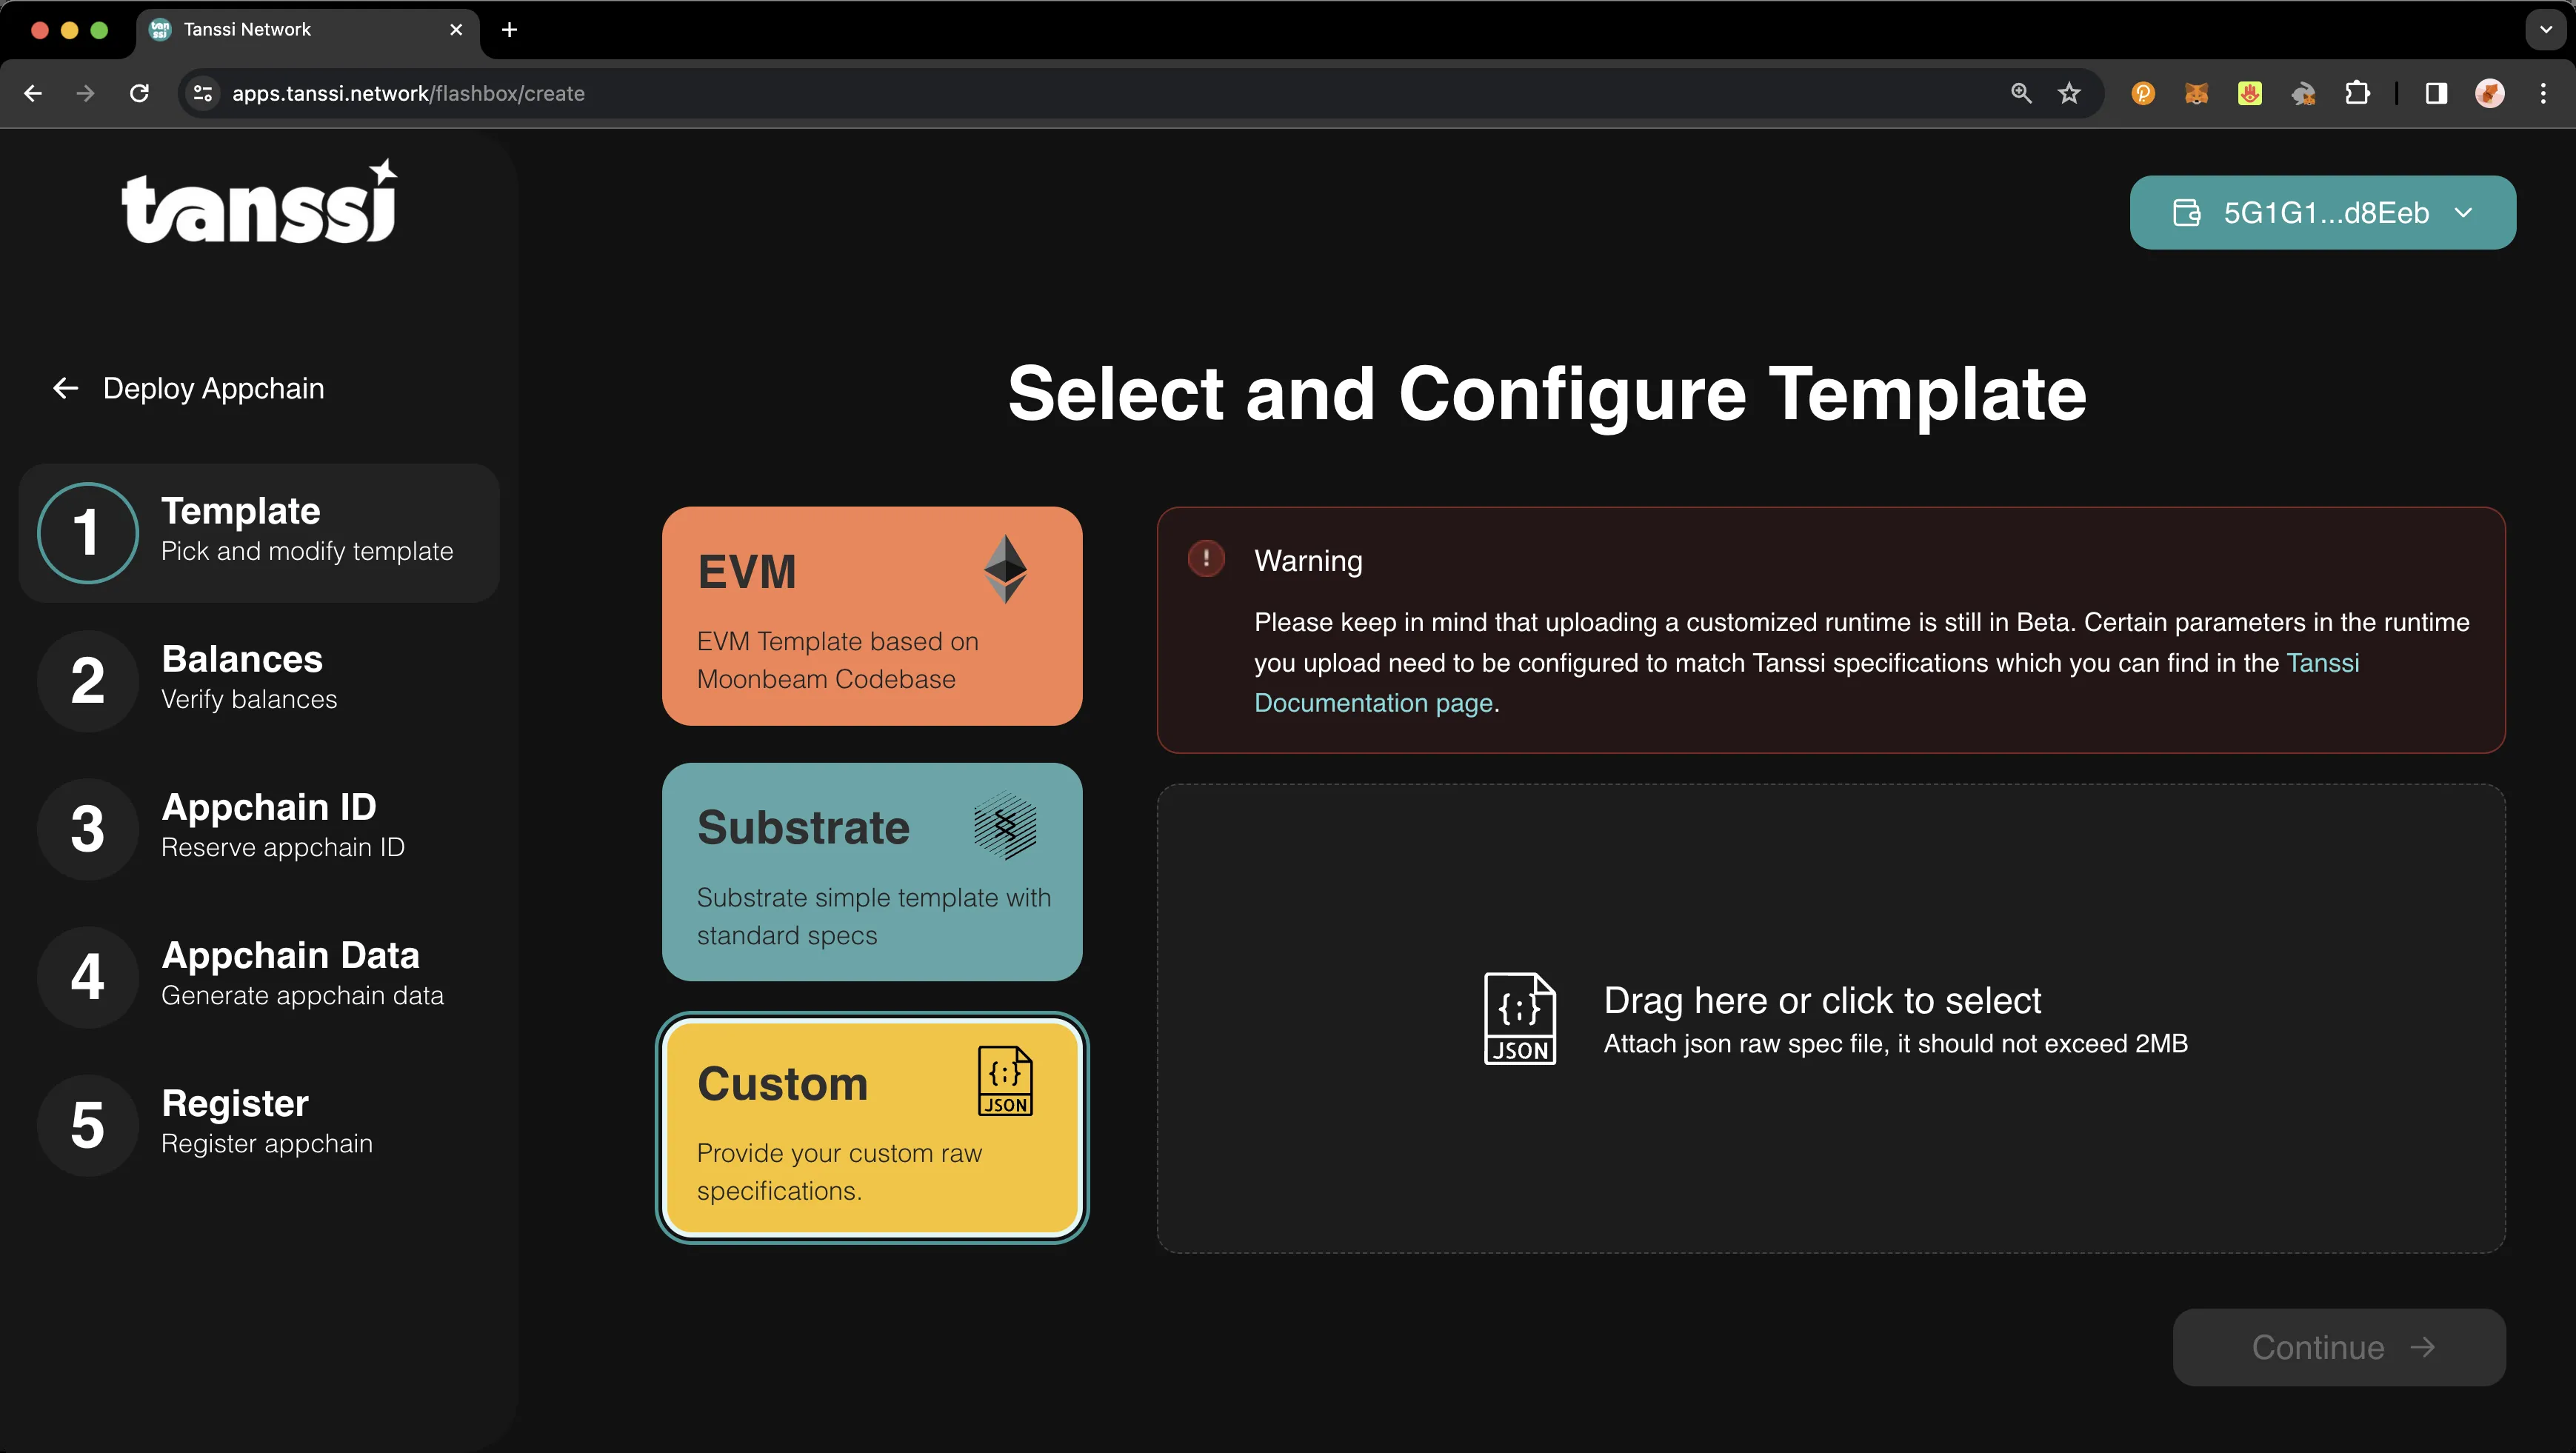 Tanssi Network
apps.tanssi.network/flashbox/create
tanssi
5G1G1...d8Eeb
Deploy Appchain
1
Template
Pick and modify template
2
Balances
Verify balances
3
Appchain ID
Reserve appchain ID
4
Appchain Data
Generate appchain data
5
Register
Register appchain
Select and Configure Template
EVM
EVM Template based on
Moonbeam Codebase
Substrate
Substrate simple template with
standard specs
Custom
{;}
JSON
Provide your custom raw
specifications.
!
Warning
Please keep in mind that uploading a customized runtime is still in Beta. Certain parameters in the runtime
you upload need to be configured to match Tanssi specifications which you can find in the Tanssi
Documentation page.
{;}
JSON
Drag here or click to select
Attach json raw spec file, it should not exceed 2MB
Continue